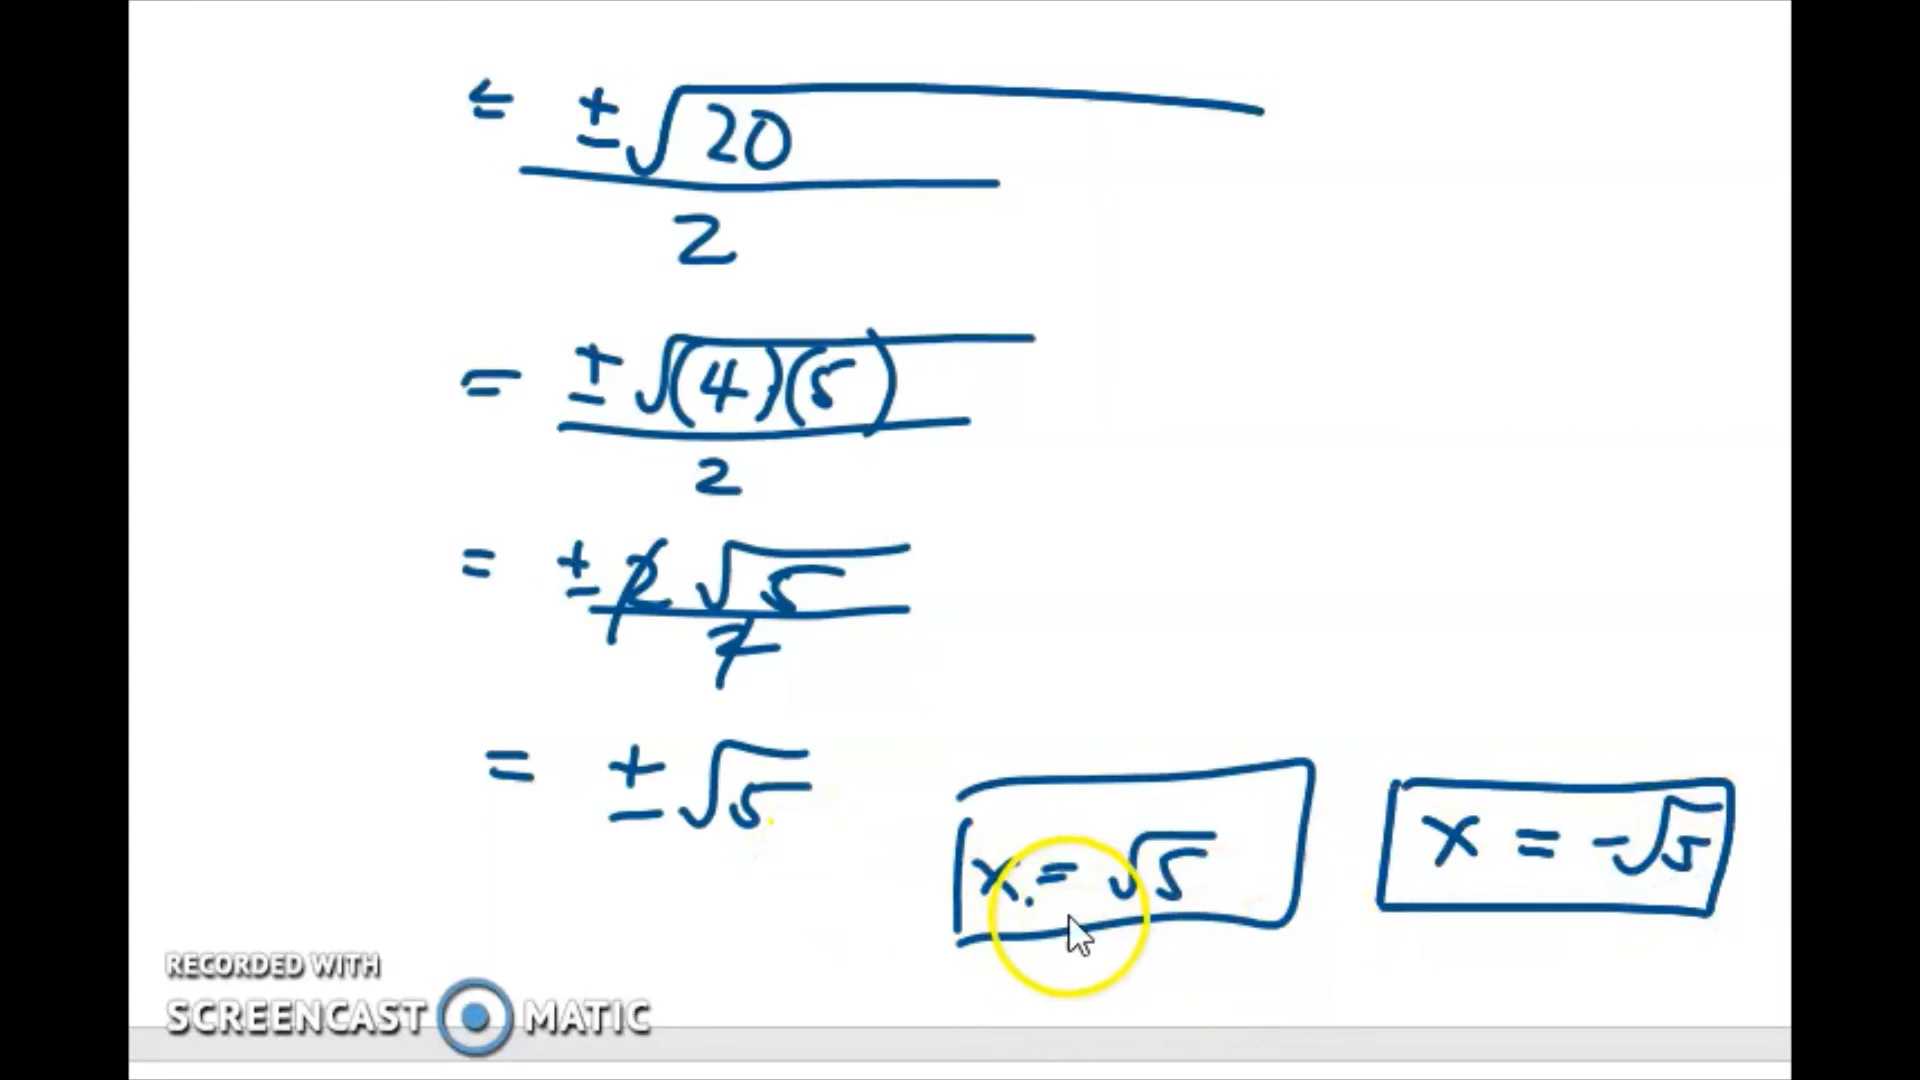 = ±√20
2
= ±√(4)(5)
2
= ±2√5
2
= ±√5
x = √5
x = -√5
RECORDED WITH
SCREENCAST MATIC